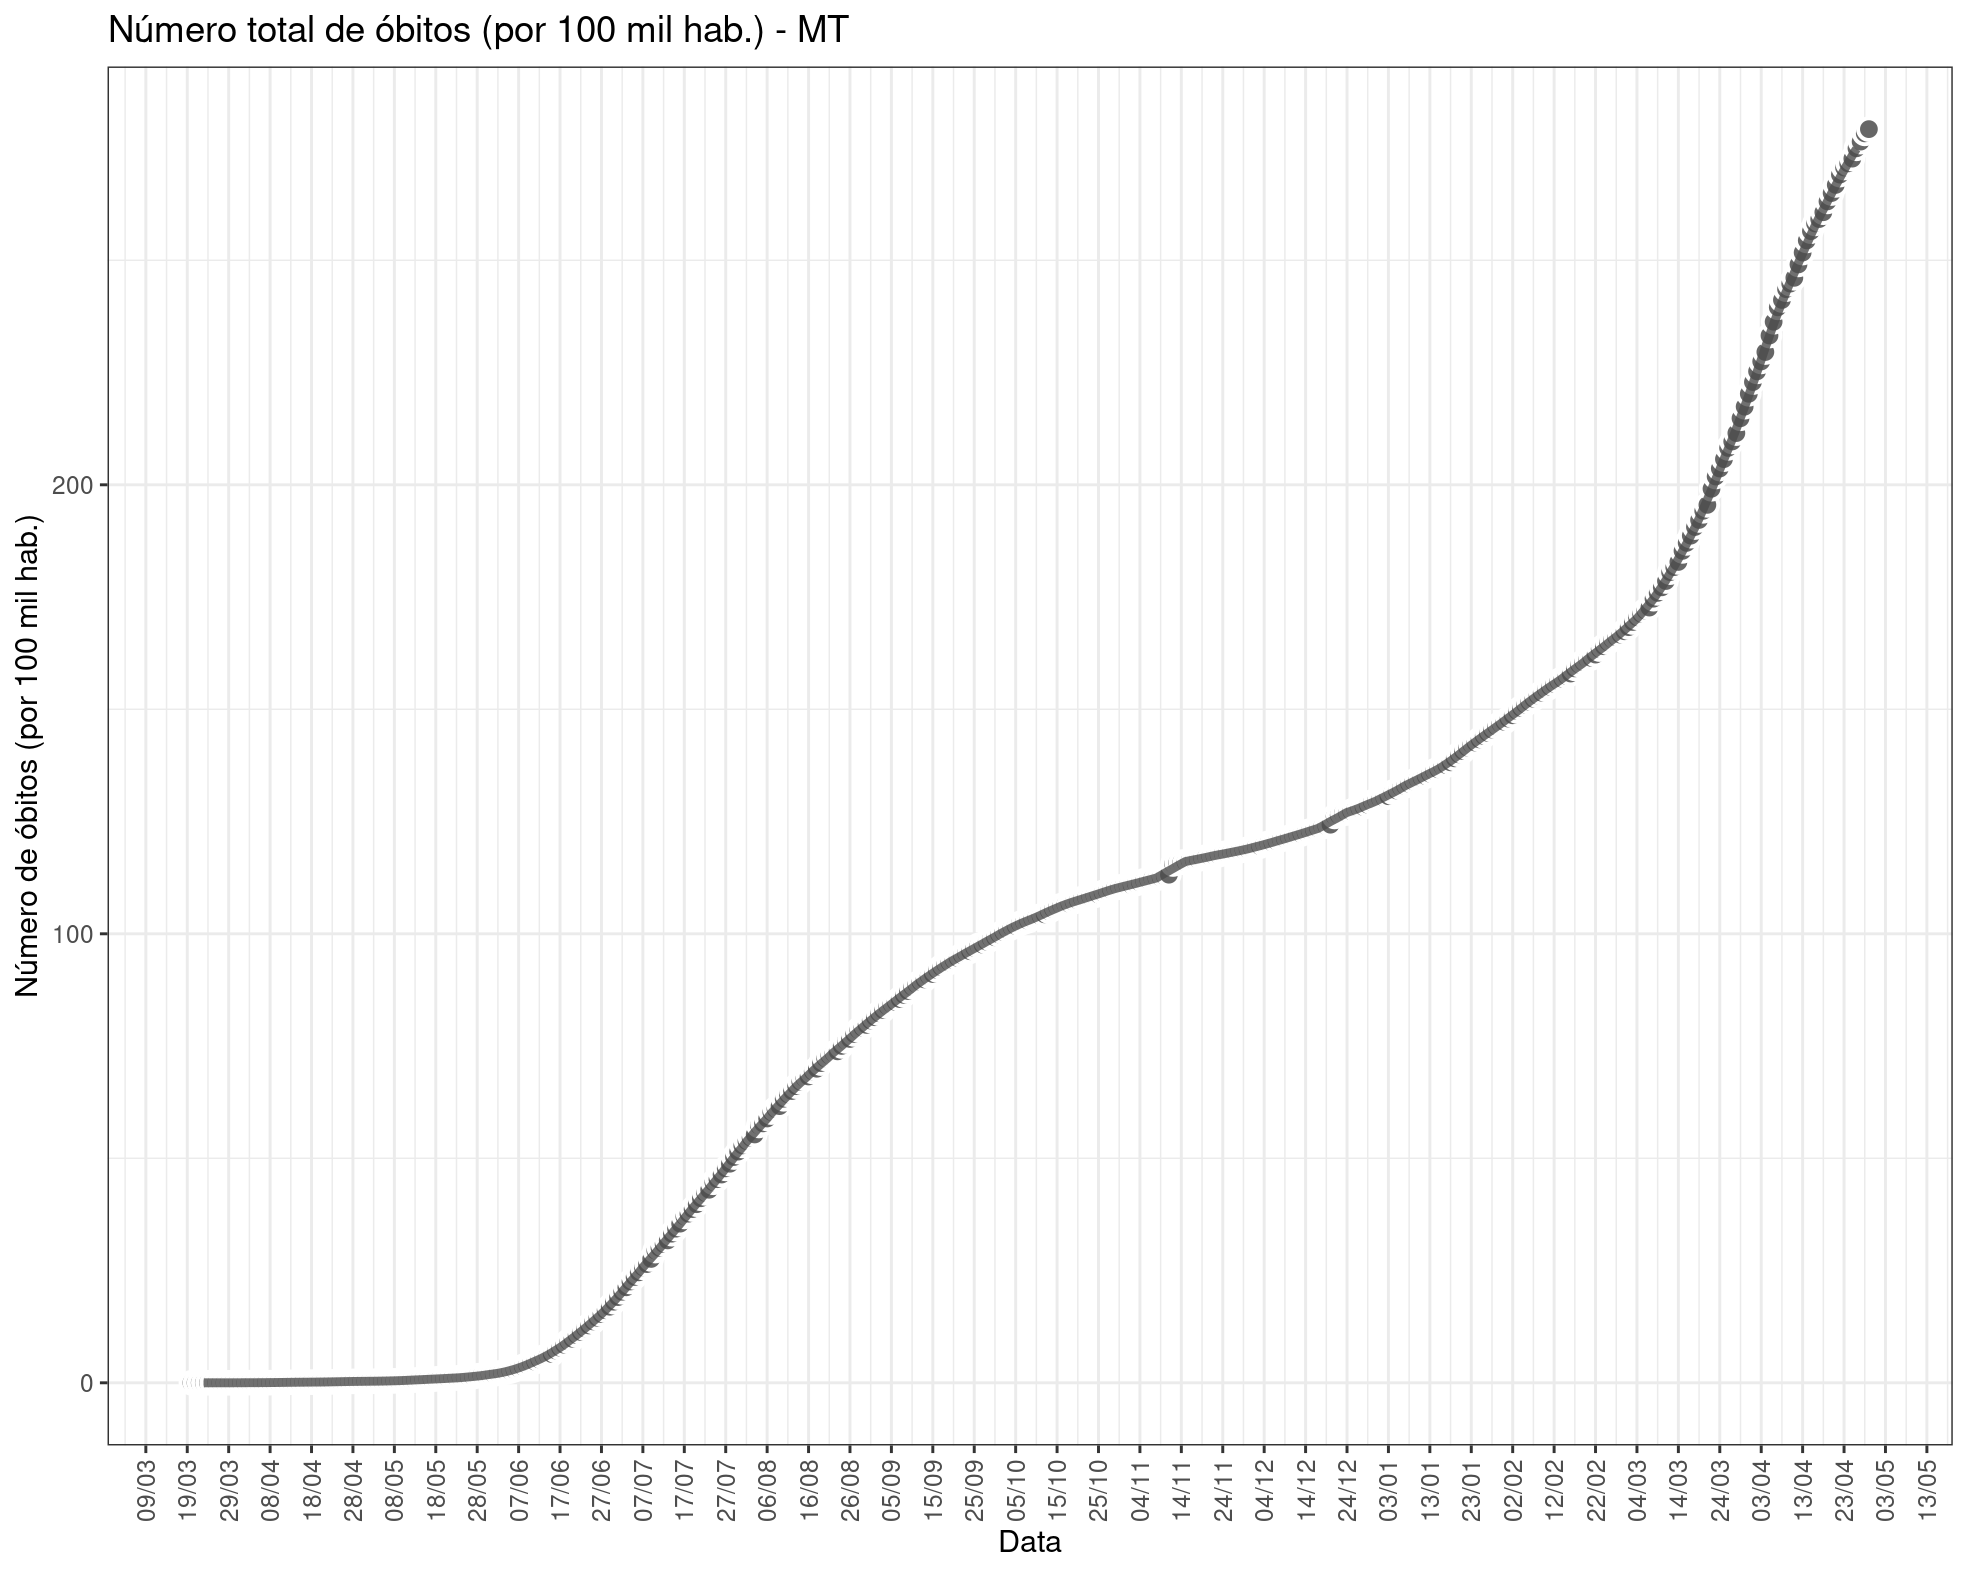 Número total de óbitos (por 100 mil hab.) - MT
Número de óbitos (por 100 mil hab.)
200
100
0
09/03 19/03 29/03 08/04 18/04 28/04 08/05 18/05 28/05 07/06 17/06 27/06 07/07 17/07 27/07 06/08 16/08 26/08 05/09 15/09 25/09 05/10 15/10 25/10 04/11 14/11 24/11 04/12 14/12 24/12 03/01 13/01 23/01 02/02 12/02 22/02 04/03 14/03 24/03 03/04 13/04 23/04 03/05 13/05
Data